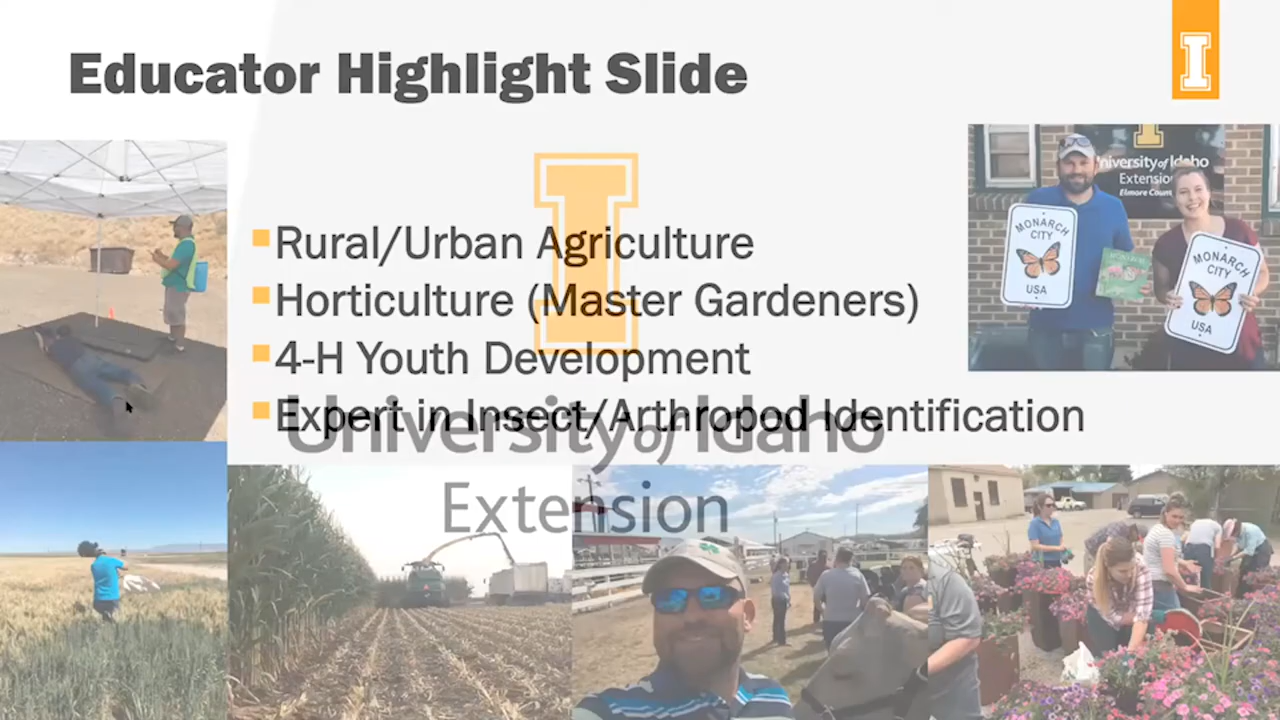 Educator Highlight Slide
I
Rural/Urban Agriculture
Horticulture (Master Gardeners)
4-H Youth Development
Expert in Insect/Arthropod Identification
I
University of Idaho
Extension
University of Idaho
Extension
Elmore
MONARCH
CITY
USA
MONARCH
CITY
USA